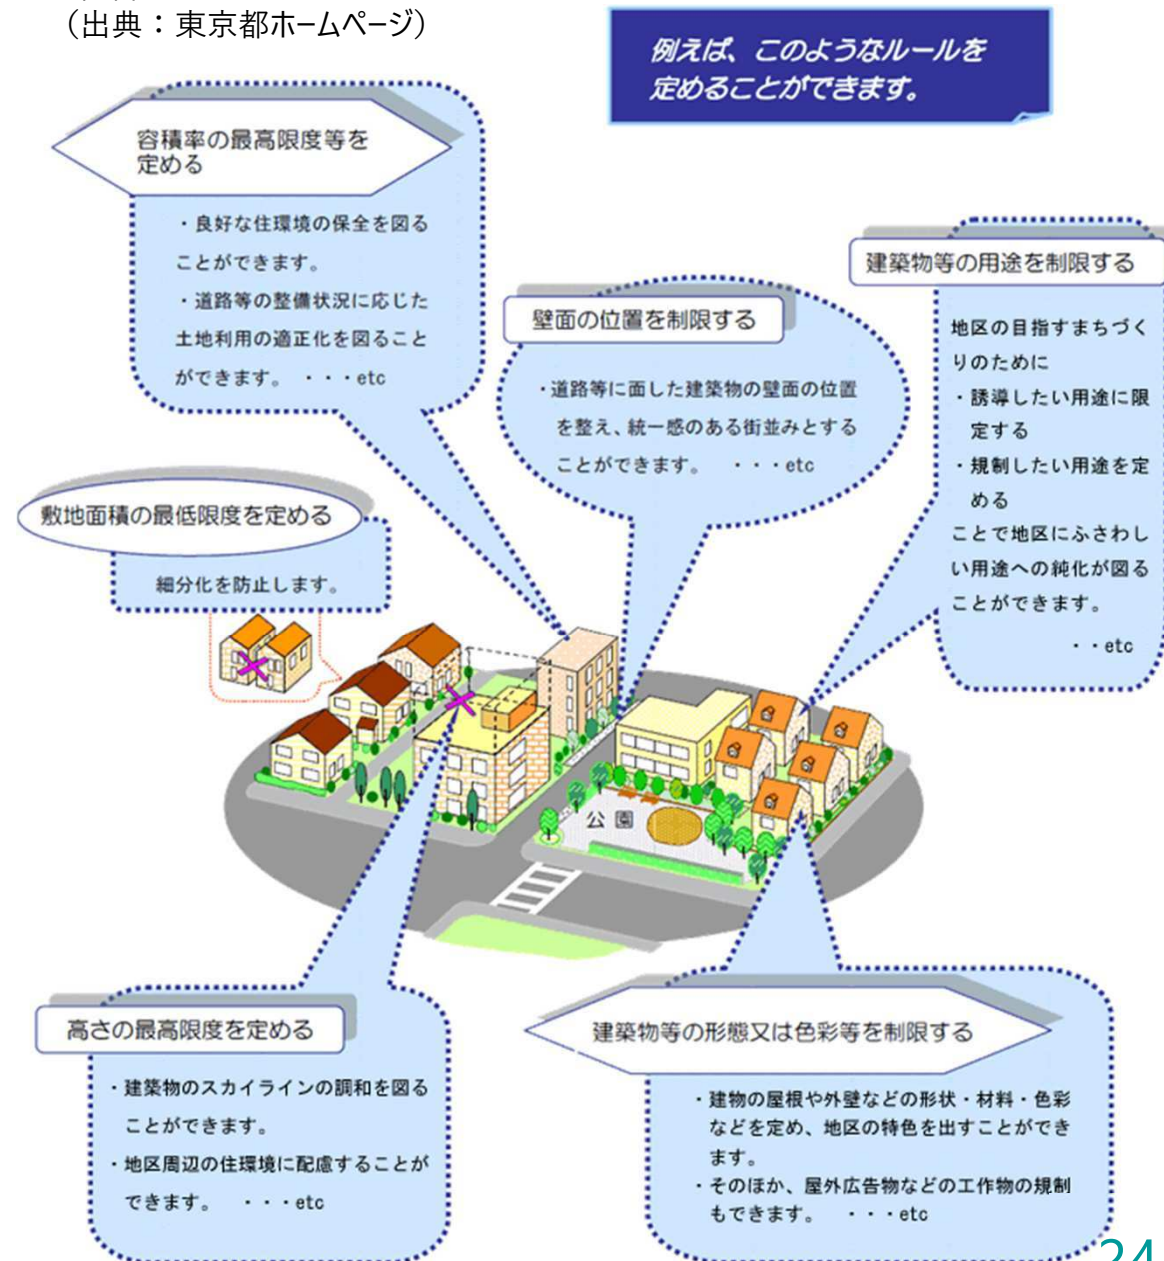 （出典：東京都ホームページ）
例えば、このようなルールを
定めることができます。
容積率の最高限度等を
定める
・良好な住環境の保全を図る
ことができます。
・道路等の整備状況に応じた
土地利用の適正化を図ること
ができます。　・・・etc
壁面の位置を制限する
・道路等に面した建築物の壁面の位置
を整え、統一感のある街並みとする
ことができます。　・・・etc
建築物等の用途を制限する
地区の目指すまちづく
りのために
・誘導したい用途に限
定する
・規制したい用途を定
める
ことで地区にふさわし
い用途への純化が図る
ことができます。
・・etc
敷地面積の最低限度を定める
細分化を防止します。
公園
高さの最高限度を定める
・建築物のスカイラインの調和を図る
ことができます。
・地区周辺の住環境に配慮することが
できます。　・・・etc
建築物等の形態又は色彩等を制限する
・建物の屋根や外壁などの形状・材料・色彩
などを定め、地区の特色を出すことができ
ます。
・そのほか、屋外広告物などの工作物の規制
もできます。　・・・etc
24